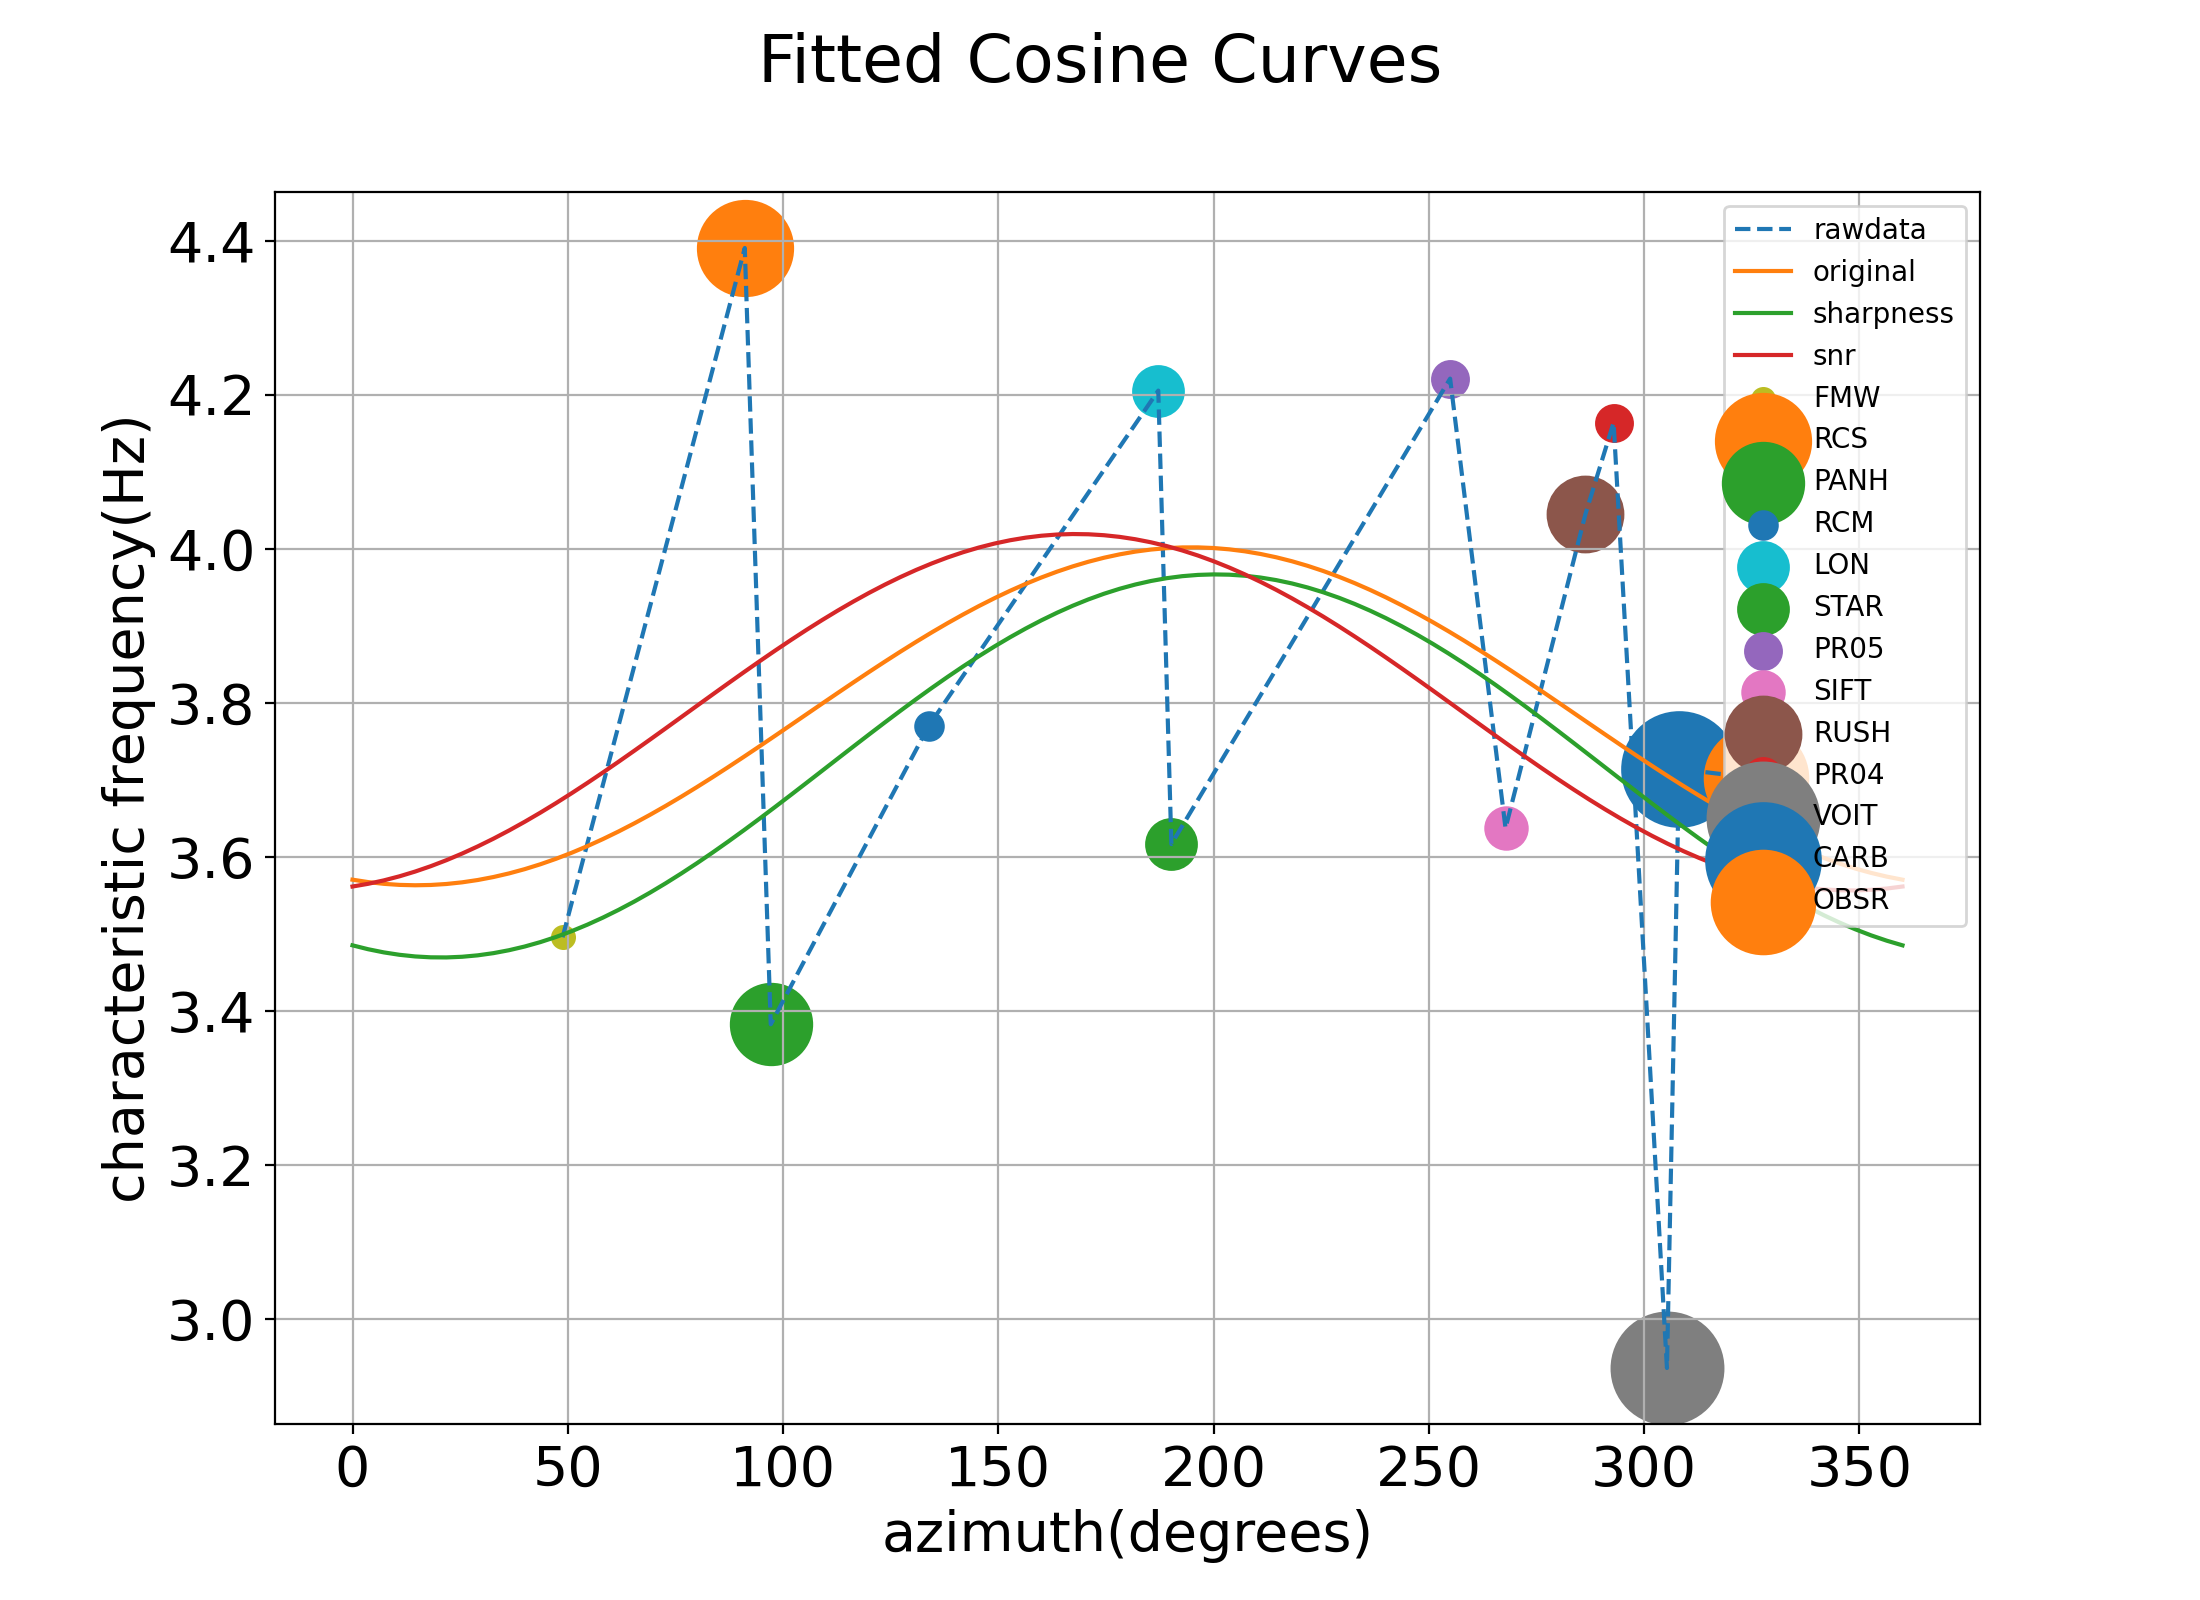 Fitted Cosine Curves
characteristic frequency(Hz)
4.4
4.2
4.0
3.8
3.6
3.4
3.2
3.0
rawdata
original
sharpness
snr
FMW
RCS
PANH
RCM
LON
STAR
PR05
SIFT
RUSH
PR04
VOIT
CARB
OBSR
0 50 100 150 200 250 300 350
azimuth(degrees)